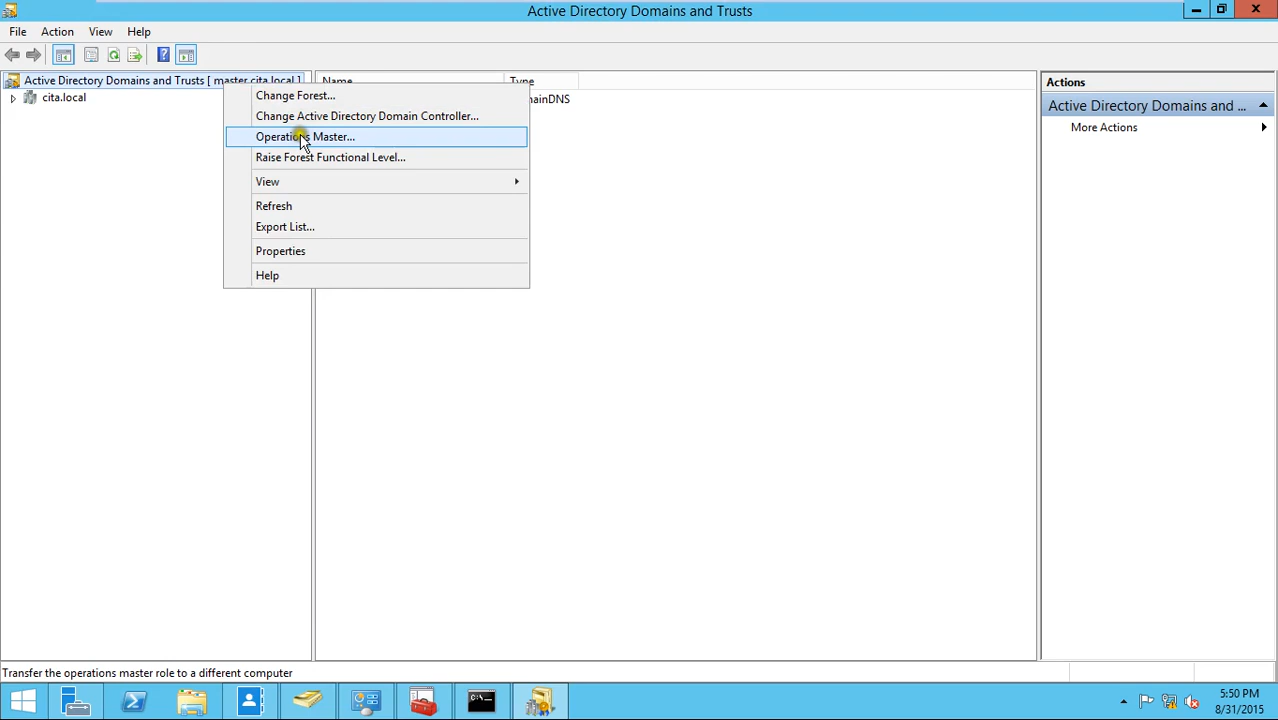 Active Directory Domains and Trusts
File Action View Help
Active Directory Domains and Trusts [ master.cita.local ]
cita.local
Name Type
mainDNS
Change Forest...
Change Active Directory Domain Controller...
Operations Master...
Raise Forest Functional Level...
View
Refresh
Export List...
Properties
Help
Actions
Active Directory Domains and ...
More Actions
Transfer the operations master role to a different computer
5:50 PM
8/31/2015